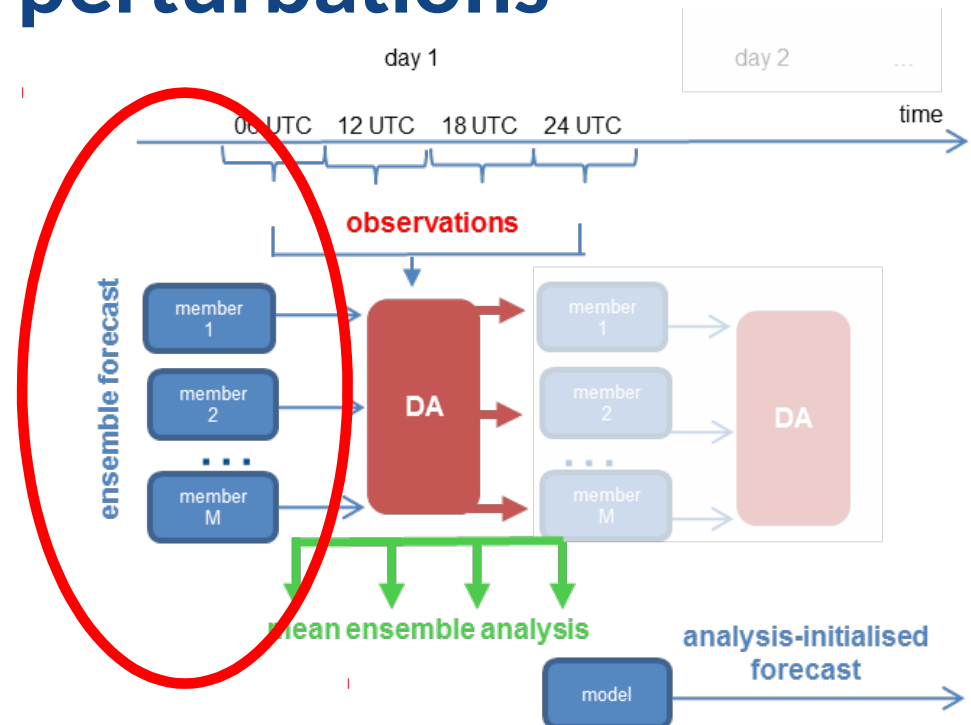 perturbations
day 1
day 2 ...
time
06 UTC 12 UTC 18 UTC 24 UTC
observations
ensemble forecast
member
1
member
2
...
member
M
DA
member
1
member
2
...
member
M
DA
mean ensemble analysis
analysis-initialised
forecast
model